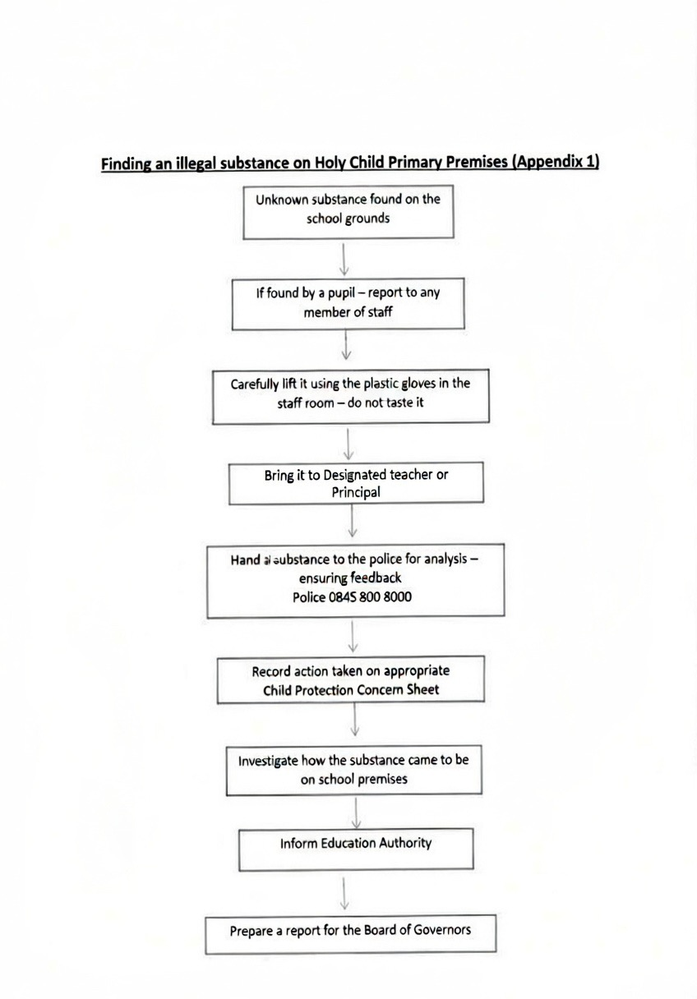 Finding an illegal substance on Holy Child Primary Premises (Appendix 1)
Unknown substance found on the
school grounds
If found by a pupil – report to any
member of staff
Carefully lift it using the plastic gloves in the
staff room – do not taste it
Bring it to Designated teacher or
Principal
Hand substance to the police for analysis –
ensuring feedback
Police 0845 800 8000
Record action taken on appropriate
Child Protection Concern Sheet
Investigate how the substance came to be
on school premises
Inform Education Authority
Prepare a report for the Board of Governors